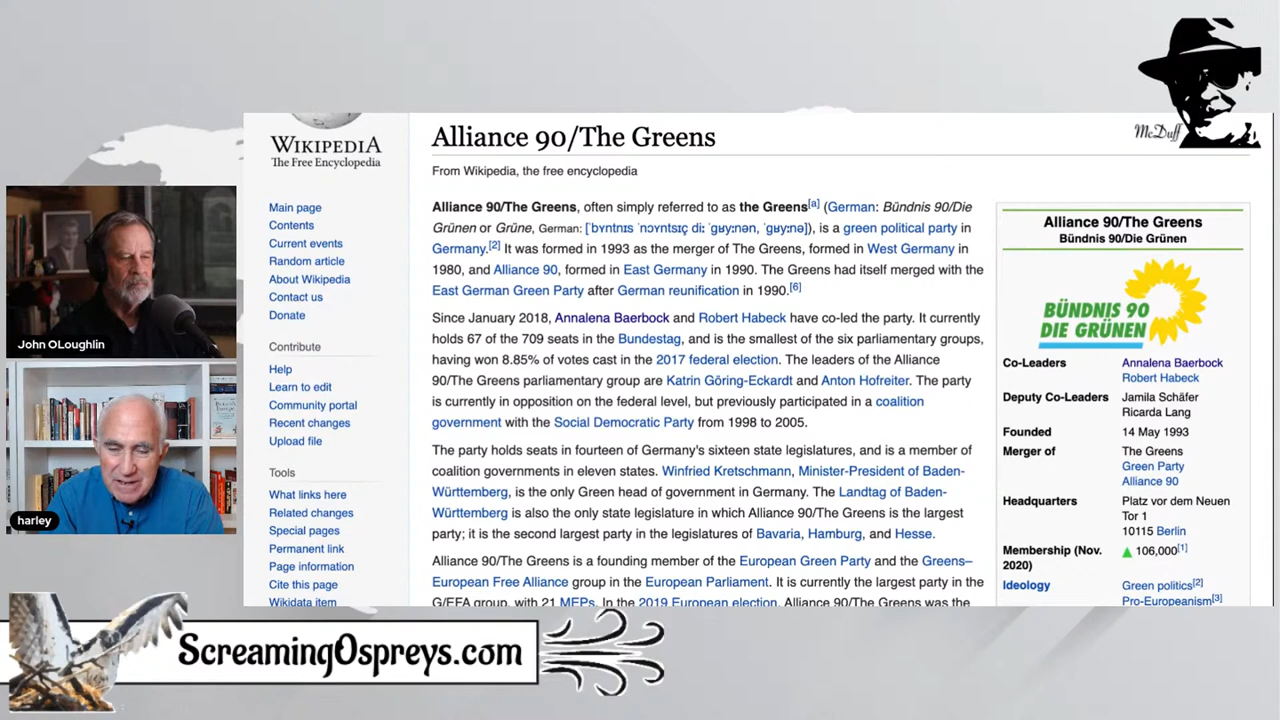 McDuff
WIKIPEDIA
The Free Encyclopedia
Main page
Contents
Current events
Random article
About Wikipedia
Contact us
Donate
Contribute
Help
Learn to edit
Community portal
Recent changes
Upload file
Tools
What links here
Related changes
Special pages
Permanent link
Page information
Cite this page
Wikidata item
Alliance 90/The Greens
From Wikipedia, the free encyclopedia
Alliance 90/The Greens, often simply referred to as the Greens[a] (German: Bündnis 90/Die
Grünen or Grüne, German: [ˈbʏntnɪs ˈnɔʏntsɪç diː ˈɡʁyːnən, ˈɡʁyːnə]), is a green political party in
Germany.[2] It was formed in 1993 as the merger of The Greens, formed in West Germany in
1980, and Alliance 90, formed in East Germany in 1990. The Greens had itself merged with the
East German Green Party after German reunification in 1990.[6]
Since January 2018, Annalena Baerbock and Robert Habeck have co-led the party. It currently
holds 67 of the 709 seats in the Bundestag, and is the smallest of the six parliamentary groups,
having won 8.85% of votes cast in the 2017 federal election. The leaders of the Alliance
90/The Greens parliamentary group are Katrin Göring-Eckardt and Anton Hofreiter. The party
is currently in opposition on the federal level, but previously participated in a coalition
government with the Social Democratic Party from 1998 to 2005.
The party holds seats in fourteen of Germany's sixteen state legislatures, and is a member of
coalition governments in eleven states. Winfried Kretschmann, Minister-President of Baden-
Württemberg, is the only Green head of government in Germany. The Landtag of Baden-
Württemberg is also the only state legislature in which Alliance 90/The Greens is the largest
party; it is the second largest party in the legislatures of Bavaria, Hamburg, and Hesse.
Alliance 90/The Greens is a founding member of the European Green Party and the Greens–
European Free Alliance group in the European Parliament. It is currently the largest party in the
G/EFA group, with 21 MEPs. In the 2019 European election, Alliance 90/The Greens was the
Alliance 90/The Greens
Bündnis 90/Die Grünen
BÜNDNIS 90
DIE GRÜNEN
Co-Leaders Annalena Baerbock
Robert Habeck
Deputy Co-Leaders Jamila Schäfer
Ricarda Lang
Founded 14 May 1993
Merger of The Greens
Green Party
Alliance 90
Headquarters Platz vor dem Neuen
Tor 1
10115 Berlin
Membership (Nov. 2020) ▲ 106,000[1]
Ideology Green politics[2]
Pro-Europeanism[3]
John OLoughlin
harley
ScreamingOspreys.com